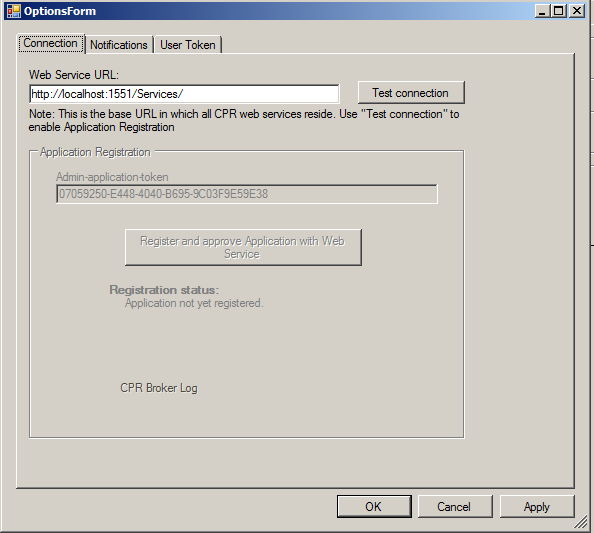 OptionsForm
Connection
Notifications
User Token
Web Service URL:
http://localhost:1551/Services/
Test connection
Note: This is the base URL in which all CPR web services reside. Use "Test connection" to
enable Application Registration
Application Registration
Admin-application-token
07059250-E448-4040-B695-9C03F9E59E38
Register and approve Application with Web
Service
Registration status:
Application not yet registered.
CPR Broker Log
OK
Cancel
Apply